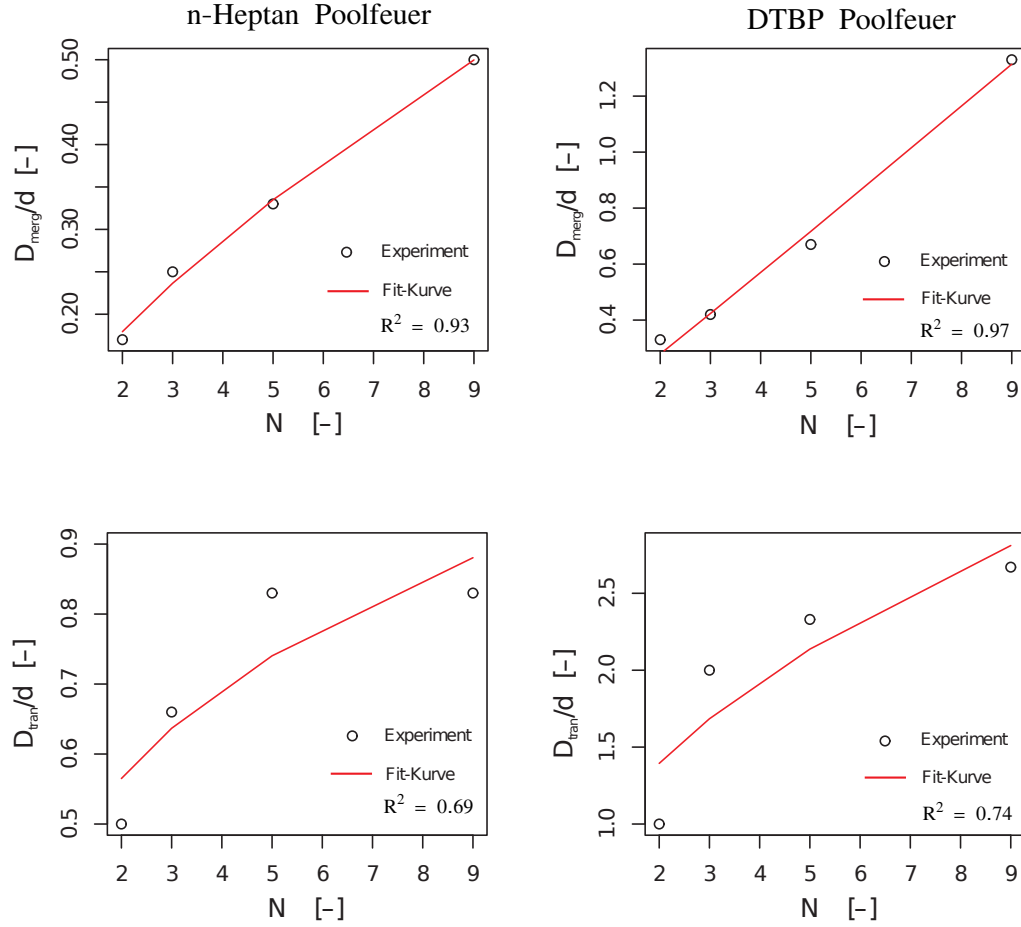 n-Heptan Poolfeuer
DTBP Poolfeuer
D_merg/d [–]
0.50
0.40
0.30
0.20
Experiment
Fit-Kurve
R² = 0.93
2 3 4 5 6 7 8 9
N [–]
D_merg/d [–]
1.2
1.0
0.8
0.6
0.4
Experiment
Fit-Kurve
R² = 0.97
2 3 4 5 6 7 8 9
N [–]
D_tran/d [–]
0.9
0.8
0.7
0.6
0.5
Experiment
Fit-Kurve
R² = 0.69
2 3 4 5 6 7 8 9
N [–]
D_tran/d [–]
2.5
2.0
1.5
1.0
Experiment
Fit-Kurve
R² = 0.74
2 3 4 5 6 7 8 9
N [–]